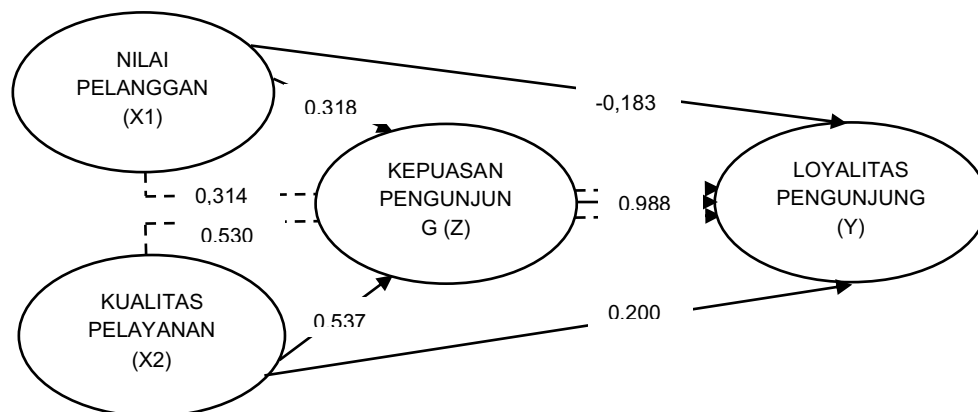 NILAI
PELANGGAN
(X1)
0.318
-0,183
KEPUASAN
PENGUNJUN
G (Z)
LOYALITAS
PENGUNJUNG
(Y)
0,314
0.988
0.530
KUALITAS
PELAYANAN
(X2)
0.537
0.200